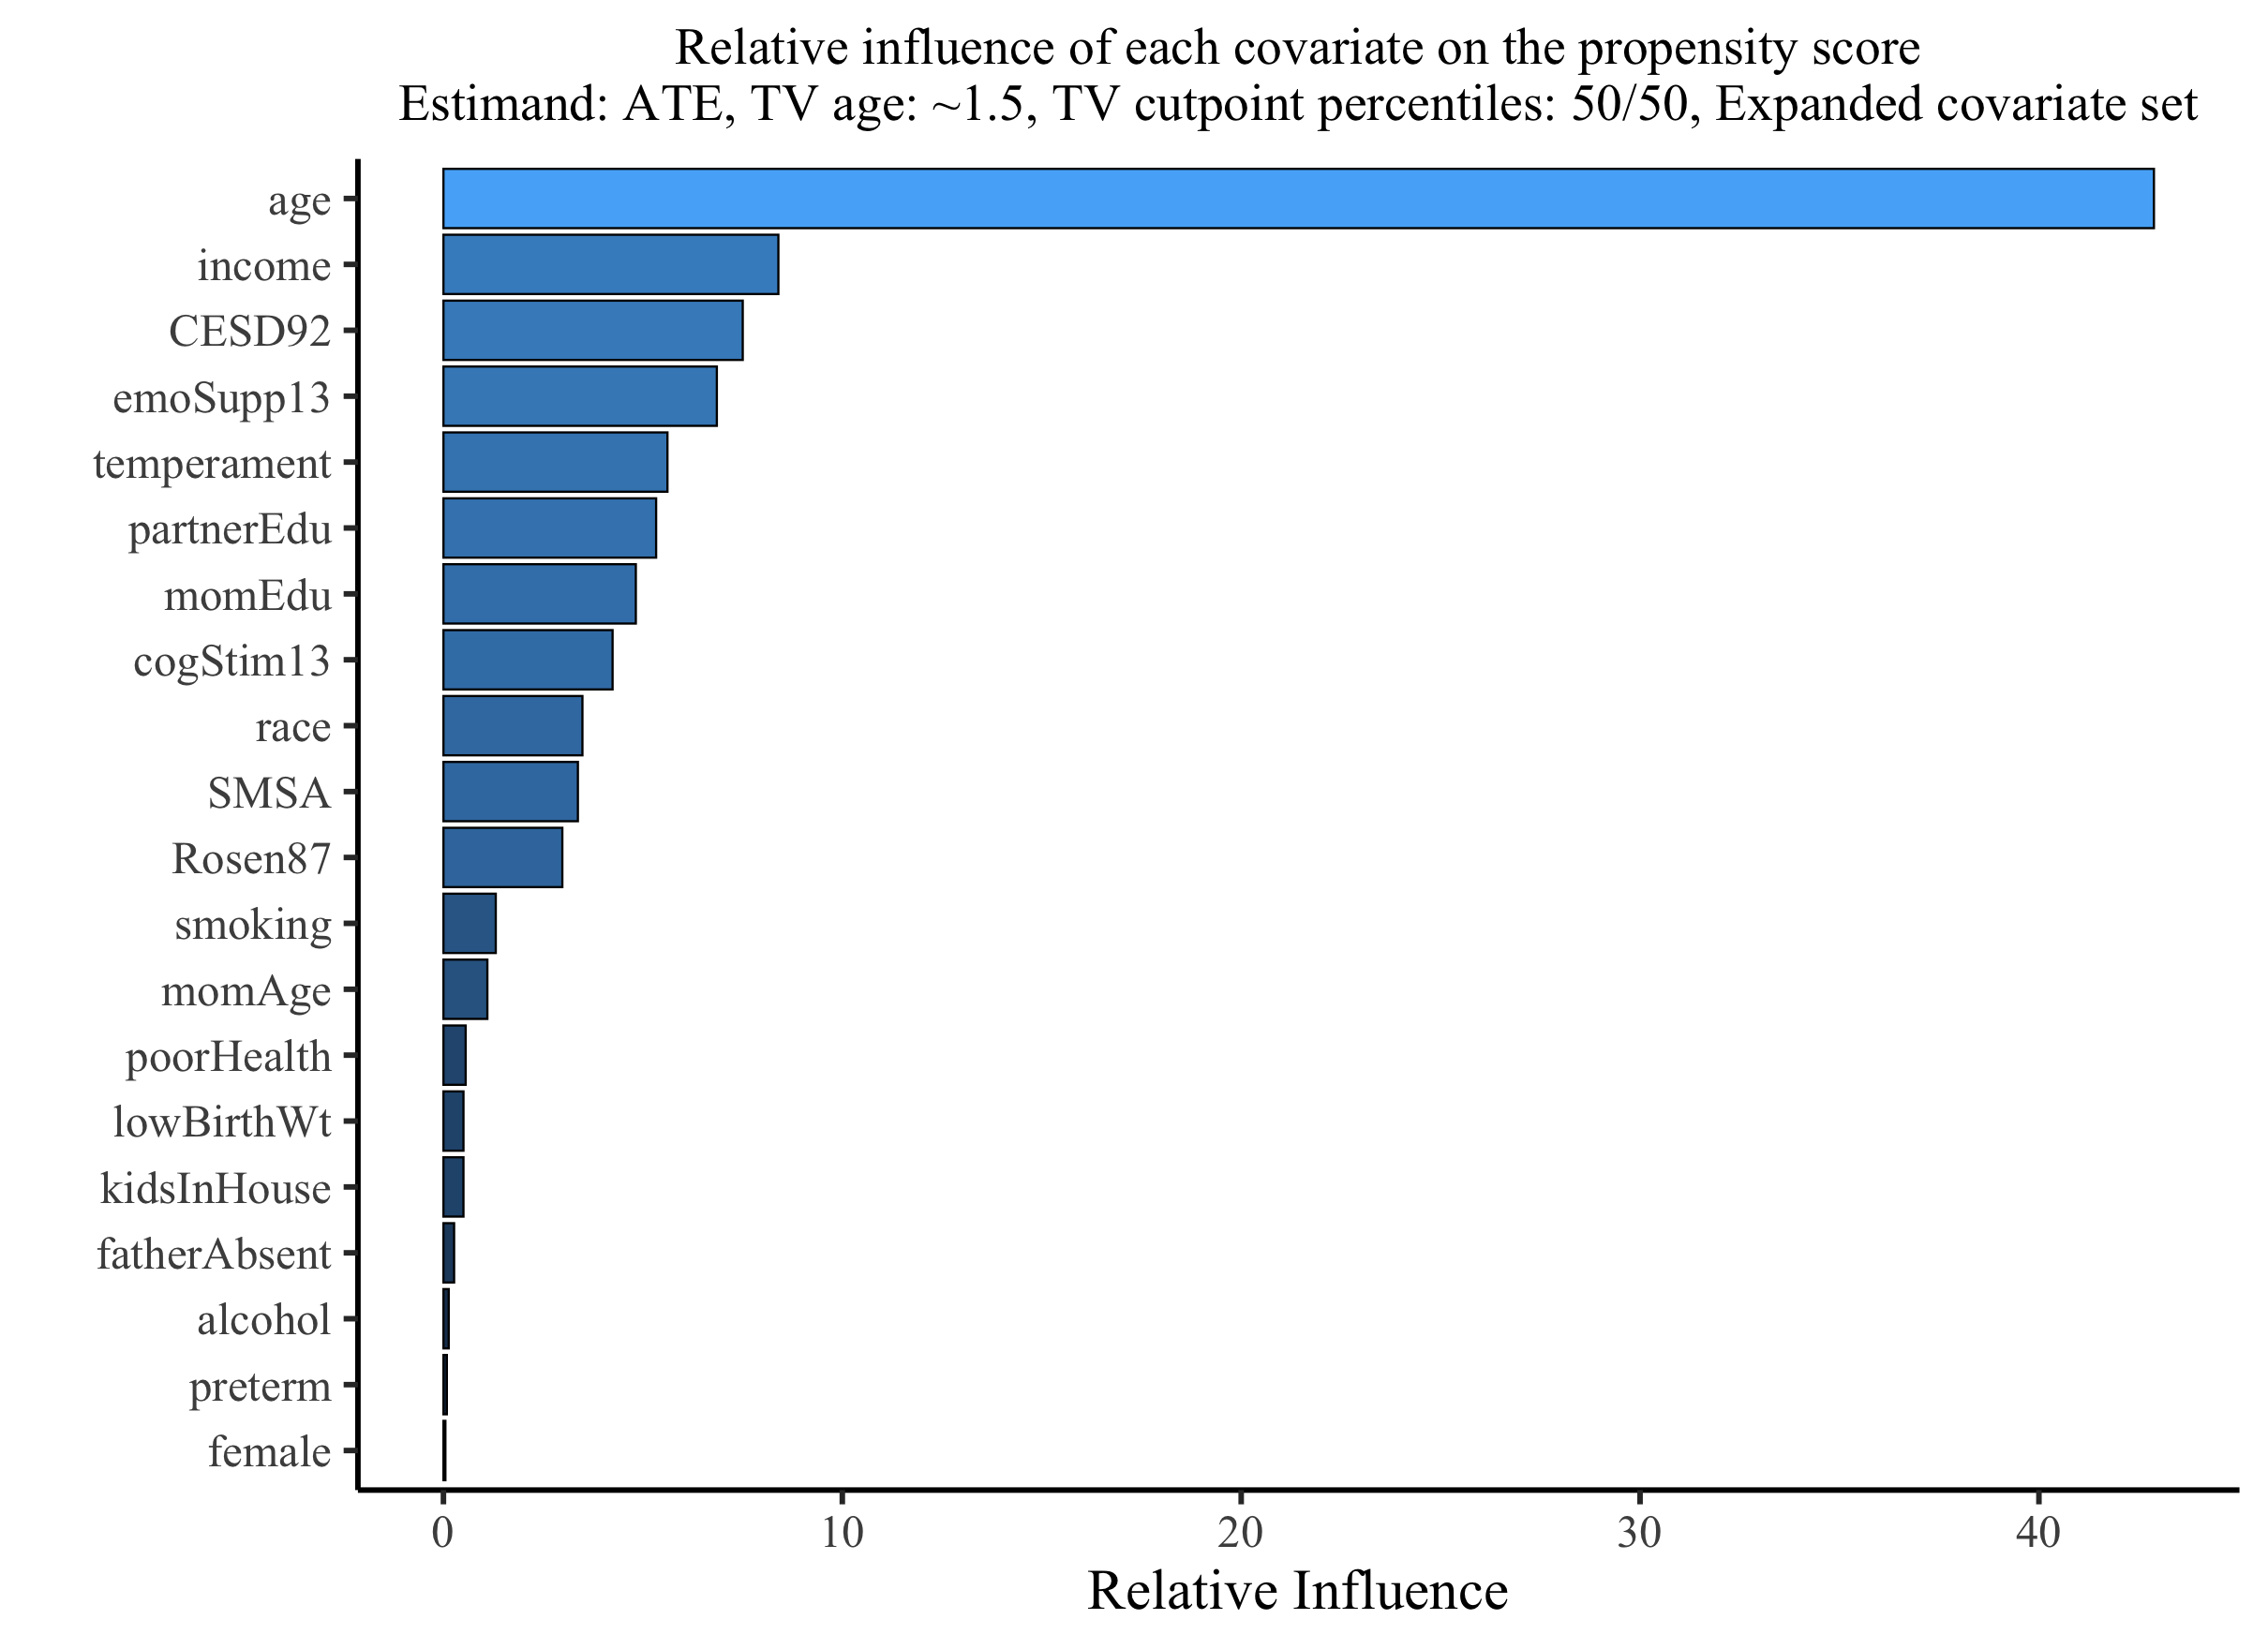 Relative influence of each covariate on the propensity score
Estimand: ATE, TV age: ~1.5, TV cutpoint percentiles: 50/50, Expanded covariate set
age
income
CESD92
emoSupp13
temperament
partnerEdu
momEdu
cogStim13
race
SMSA
Rosen87
smoking
momAge
poorHealth
lowBirthWt
kidsInHouse
fatherAbsent
alcohol
preterm
female
0 10 20 30 40
Relative Influence